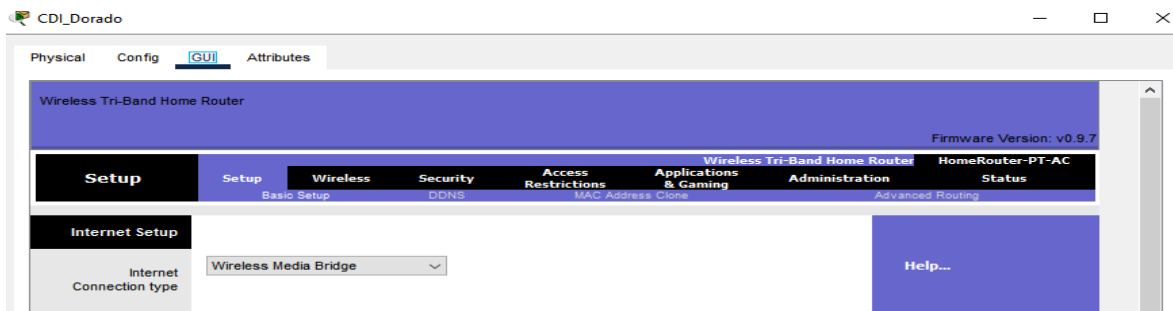 CDI_Dorado
Physical Config GUI Attributes
Wireless Tri-Band Home Router
Firmware Version: v0.9.7
Wireless Tri-Band Home Router HomeRouter-PT-AC
Setup Setup Wireless Security Access Restrictions Applications & Gaming Administration Status
Basic Setup DDNS MAC Address Clone Advanced Routing
Internet Setup
Internet Connection type Wireless Media Bridge
Help...